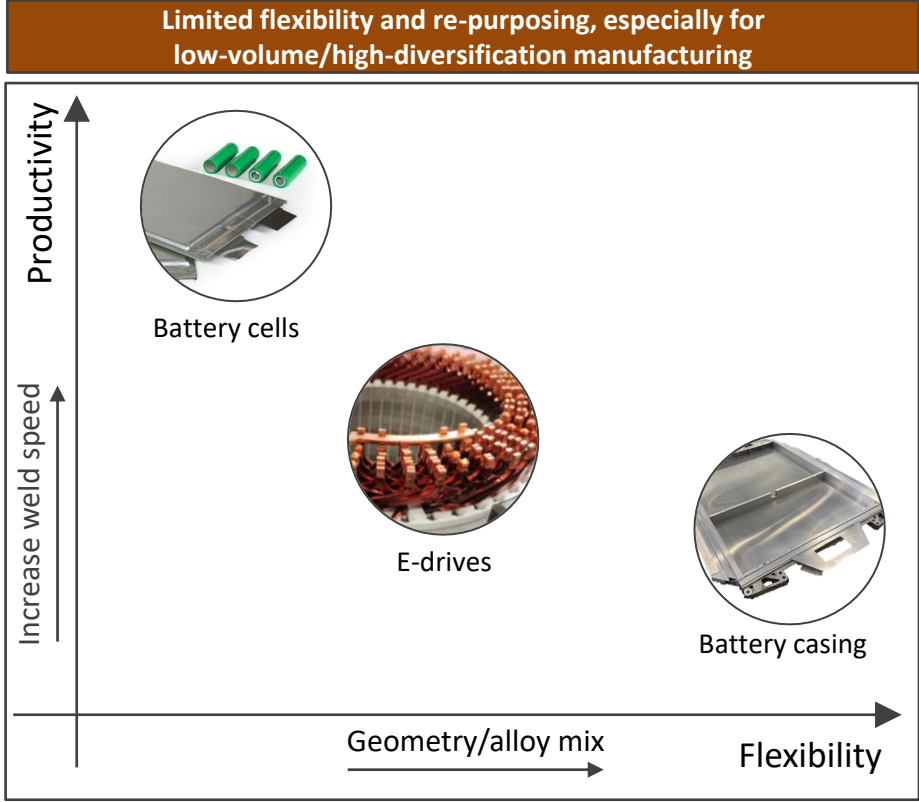 Limited flexibility and re-purposing, especially for
low-volume/high-diversification manufacturing
Productivity
Battery cells
Increase weld speed
E-drives
Battery casing
Geometry/alloy mix
Flexibility